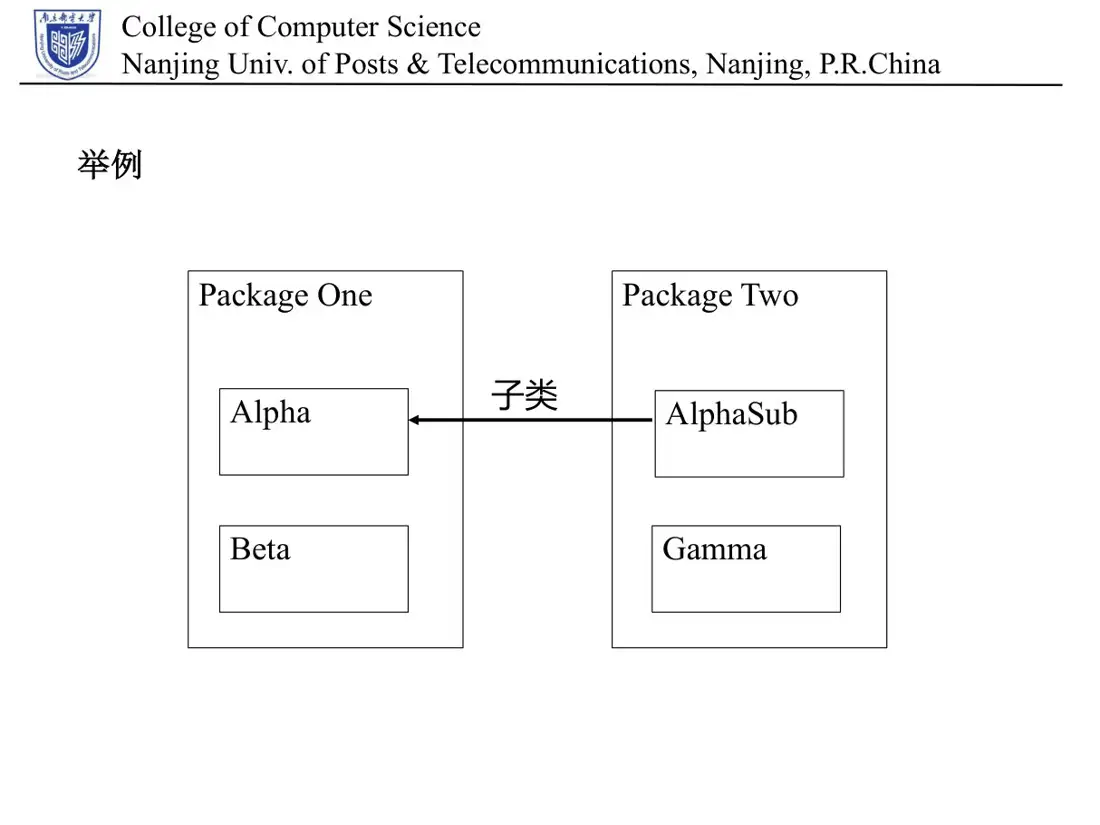 College of Computer Science
Nanjing Univ. of Posts & Telecommunications, Nanjing, P.R.China
举例
Package One
Package Two
子类
Alpha
AlphaSub
Beta
Gamma